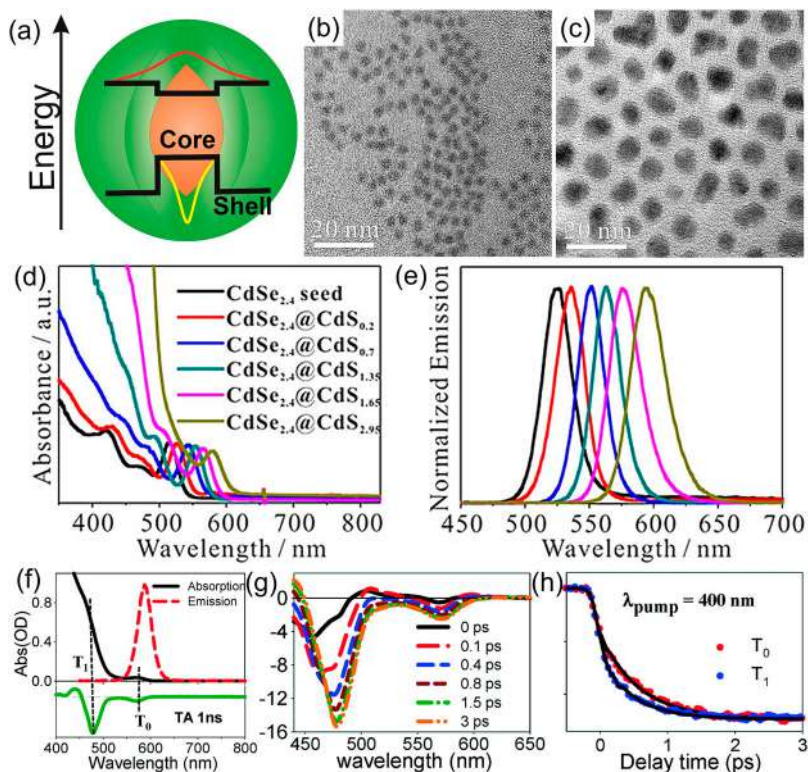 (a)
Energy
Core
Shell
(b)
20 nm
(c)
20 nm
(d)
Absorbance / a.u.
CdSe2.4 seed
CdSe2.4@CdS0.2
CdSe2.4@CdS0.7
CdSe2.4@CdS1.35
CdSe2.4@CdS1.65
CdSe2.4@CdS2.95
400 500 600 700 800
Wavelength / nm
(e)
Normalized Emission
450 500 550 600 650 700
Wavelength / nm
(f)
Abs(OD)
0.8
0.4
0.0
Absorption
Emission
T1
T0
TA 1ns
400 500 600 700 800
Wavelength (nm)
(g)
0
-4
-8
-12
-16
0 ps
0.1 ps
0.4 ps
0.8 ps
1.5 ps
3 ps
450 500 550 600 650
wavelength (nm)
(h)
λpump = 400 nm
T0
T1
0 1 2 3
Delay time (ps)